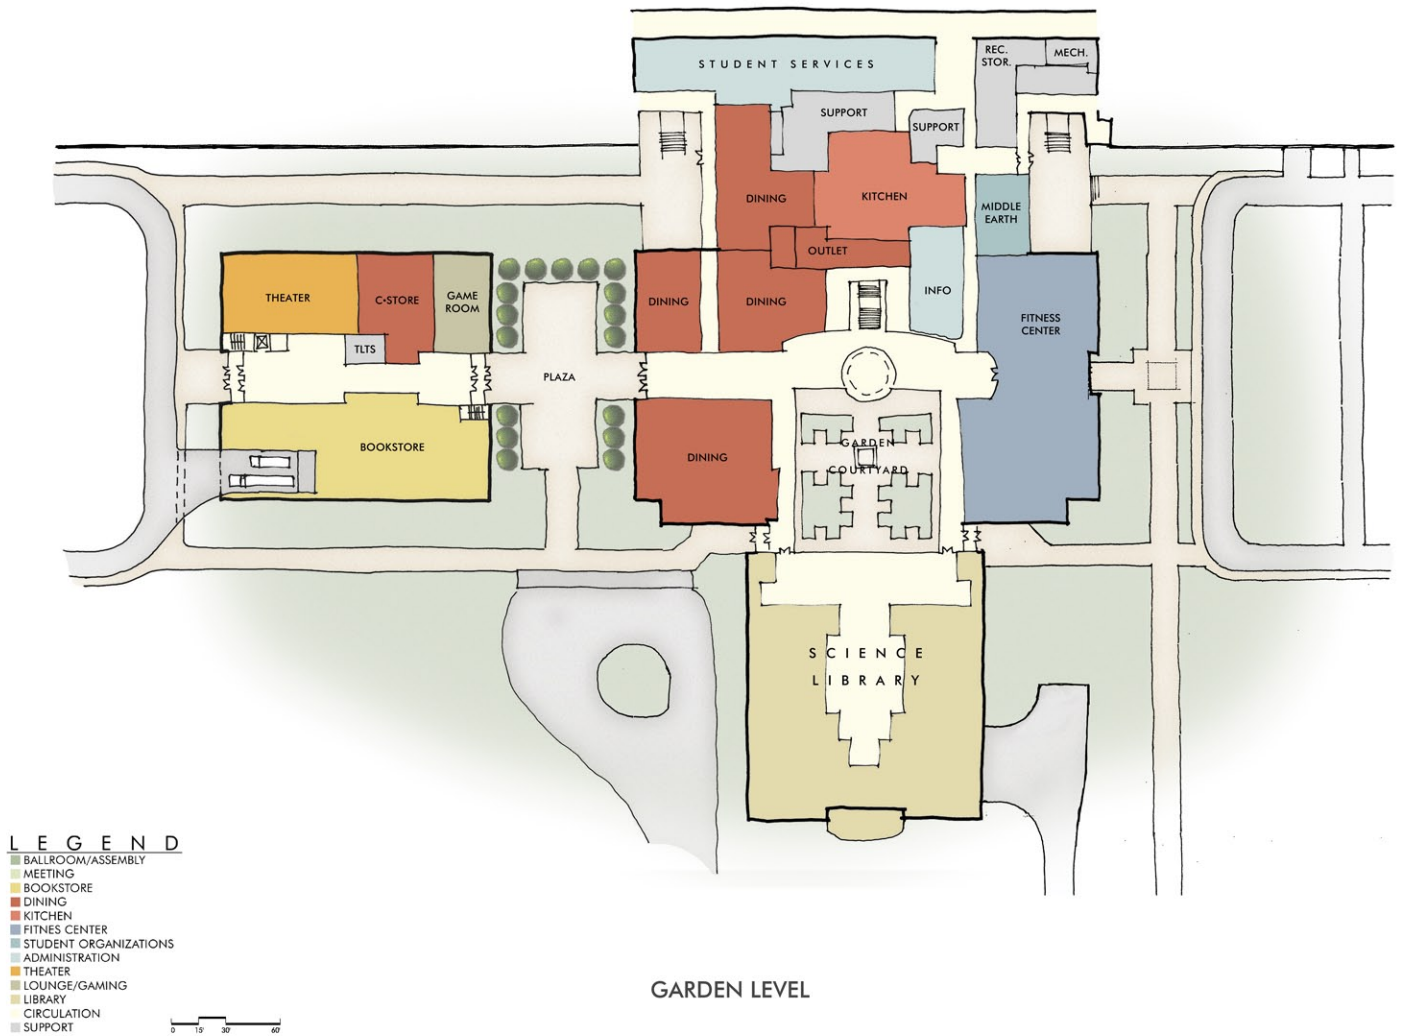 STUDENT SERVICES
REC.
STOR.
MECH.
SUPPORT
SUPPORT
DINING
KITCHEN
MIDDLE
EARTH
OUTLET
THEATER
C•STORE
GAME
ROOM
DINING
DINING
INFO
FITNESS
CENTER
TLTS
PLAZA
BOOKSTORE
DINING
GARDEN
COURTYARD
SCIENCE
LIBRARY
LEGEND
BALLROOM/ASSEMBLY
MEETING
BOOKSTORE
DINING
KITCHEN
FITNES CENTER
STUDENT ORGANIZATIONS
ADMINISTRATION
THEATER
LOUNGE/GAMING
LIBRARY
CIRCULATION
SUPPORT
0 15' 30' 60'
GARDEN LEVEL